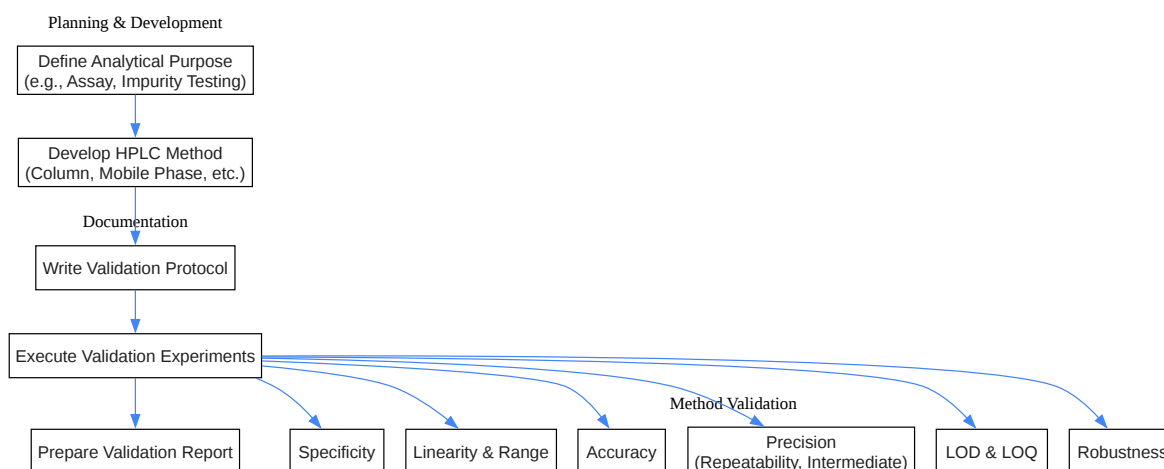 Planning & Development
Define Analytical Purpose
(e.g., Assay, Impurity Testing)
Develop HPLC Method
(Column, Mobile Phase, etc.)
Documentation
Write Validation Protocol
Execute Validation Experiments
Method Validation
Prepare Validation Report
Specificity
Linearity & Range
Accuracy
Precision
(Repeatability, Intermediate)
LOD & LOQ
Robustness